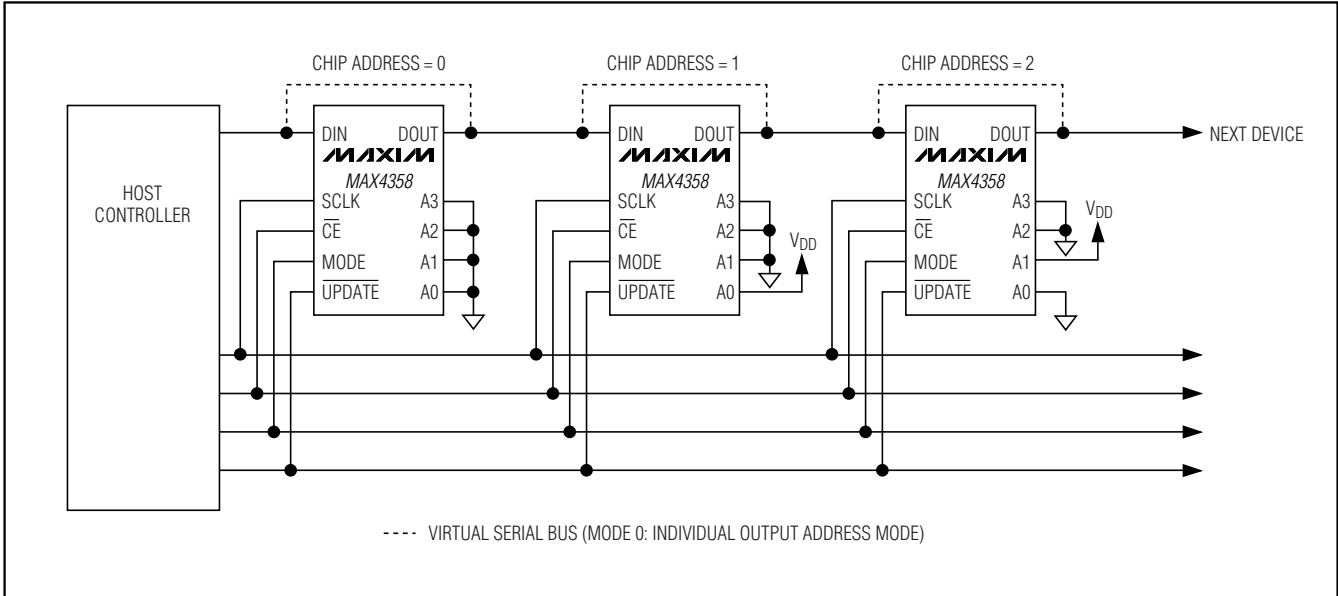 CHIP ADDRESS = 0
CHIP ADDRESS = 1
CHIP ADDRESS = 2
HOST
CONTROLLER
DIN DOUT
MAXIM
MAX4358
SCLK A3
CE A2
MODE A1
UPDATE A0
DIN DOUT
MAXIM
MAX4358
SCLK A3
CE A2
MODE A1
UPDATE A0
VDD
DIN DOUT
MAXIM
MAX4358
SCLK A3
CE A2
MODE A1
UPDATE A0
VDD
NEXT DEVICE
---- VIRTUAL SERIAL BUS (MODE 0: INDIVIDUAL OUTPUT ADDRESS MODE)